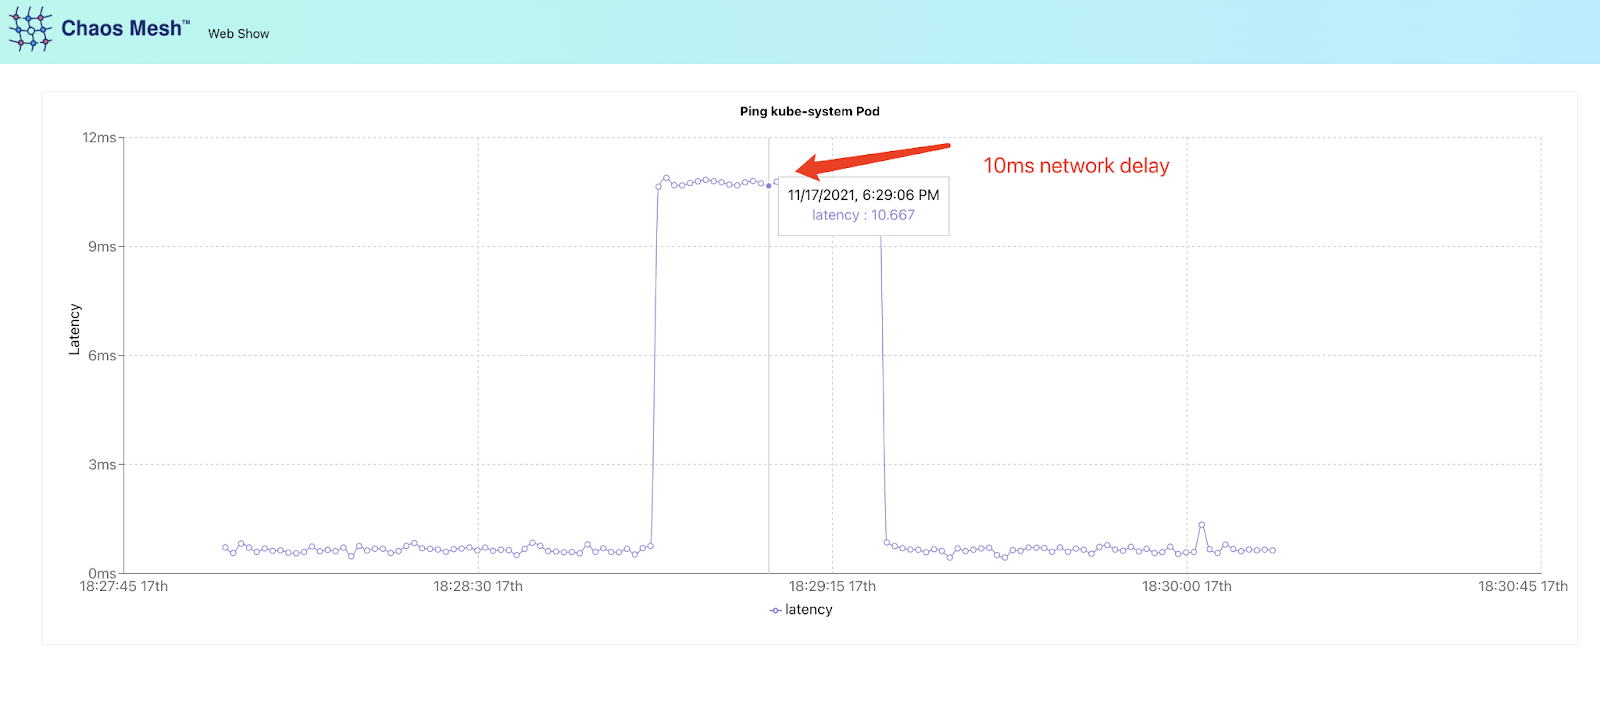 Chaos Mesh™ Web Show
Ping kube-system Pod
12ms
10ms network delay
11/17/2021, 6:29:06 PM
latency : 10.667
9ms
Latency
6ms
3ms
0ms
18:27:45 17th 18:28:30 17th 18:29:15 17th 18:30:00 17th 18:30:45 17th
latency